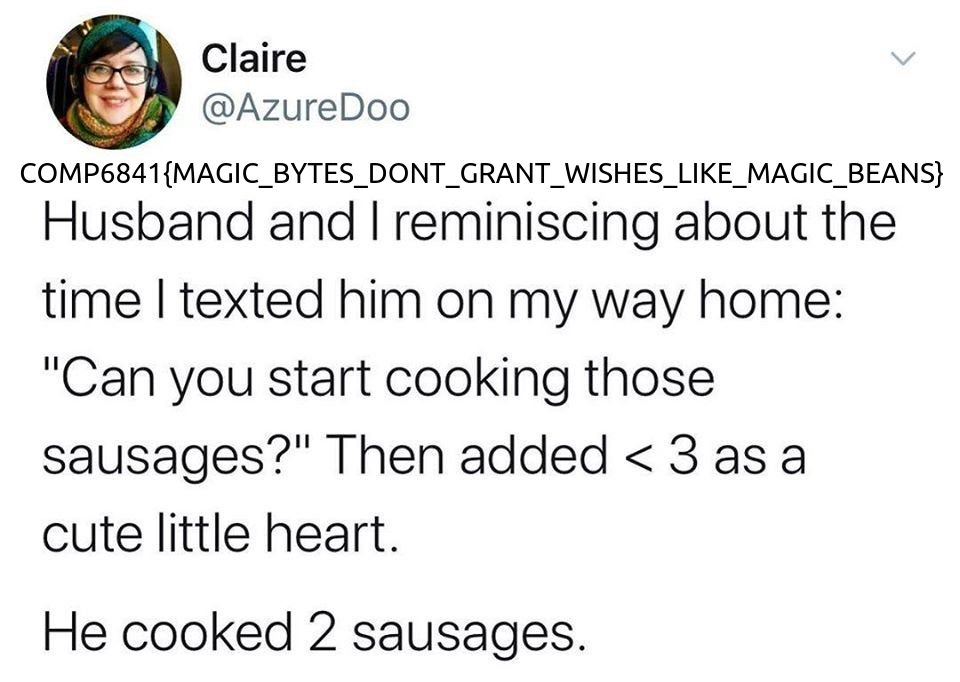 Claire
@AzureDoo
COMP6841{MAGIC_BYTES_DONT_GRANT_WISHES_LIKE_MAGIC_BEANS}
Husband and I reminiscing about the
time I texted him on my way home:
"Can you start cooking those
sausages?" Then added < 3 as a
cute little heart.
He cooked 2 sausages.